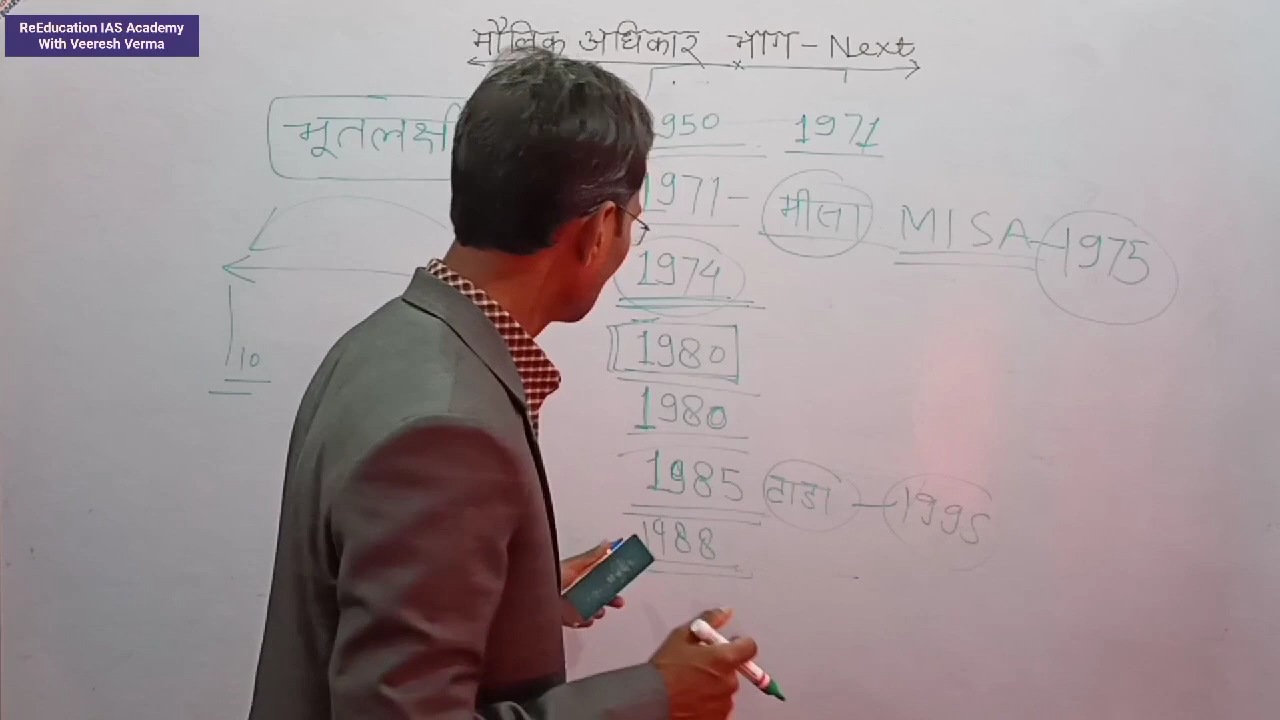 ReEducation IAS Academy
With Veeresh Verma
मौलिक अधिकार भाग - Next
भूतलक्षी
950 1971
1971 - मीसा MISA - 1975
1974
1980
10
1980
1985 टाडा - 1995
1988